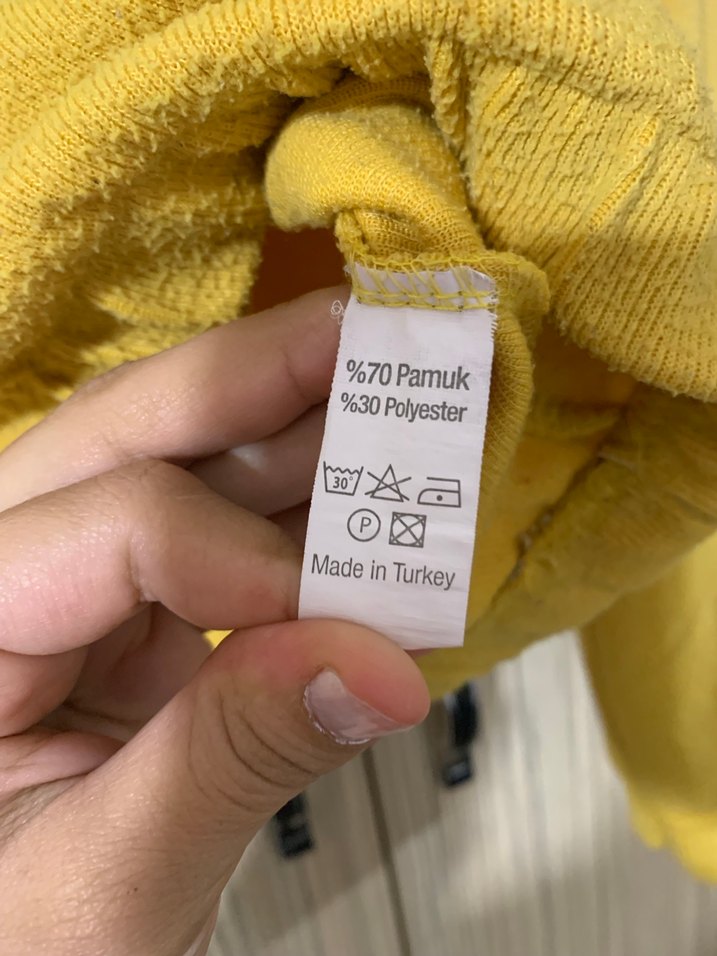 %70 Pamuk
%30 Polyester
30°
P
Made in Turkey